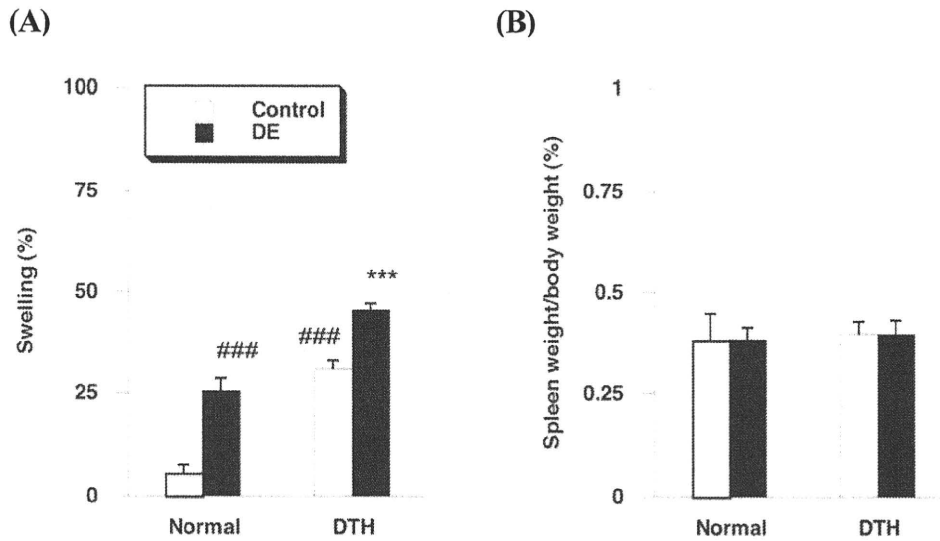 (A)
Swelling (%)
100
75
50
25
0
Control
DE
###
###
***
Normal DTH
(B)
Spleen weight/body weight (%)
1
0.75
0.5
0.25
0
Normal DTH